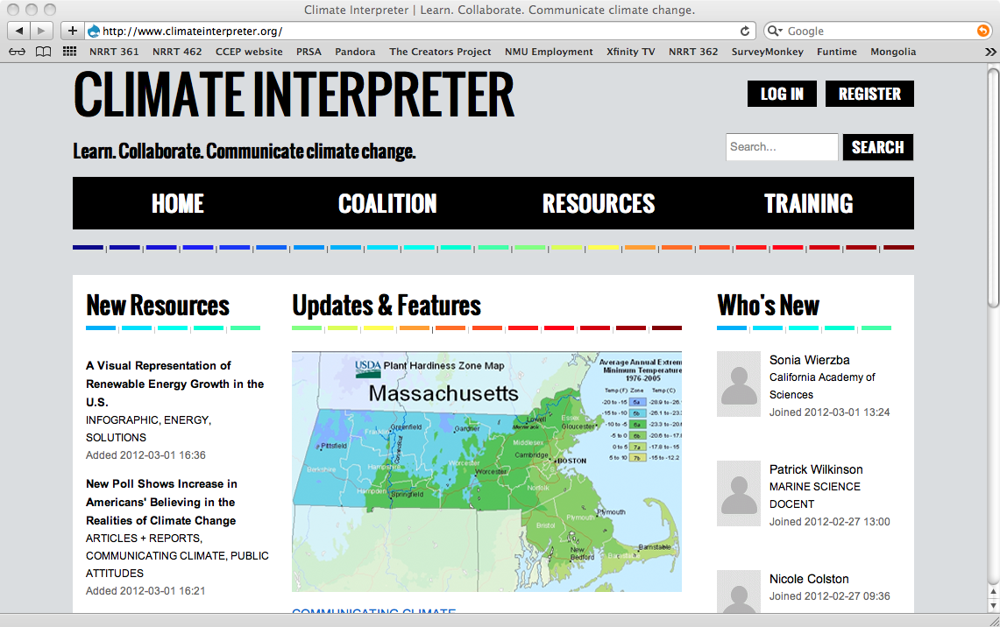 Climate Interpreter | Learn. Collaborate. Communicate climate change.
http://www.climateinterpreter.org/
Google
NRRT 361 NRRT 462 CCEP website PRSA Pandora The Creators Project NMU Employment Xfinity TV NRRT 362 SurveyMonkey Funtime Mongolia
CLIMATE INTERPRETER
LOG IN REGISTER
Learn. Collaborate. Communicate climate change.
Search... SEARCH
HOME COALITION RESOURCES TRAINING
New Resources
A Visual Representation of
Renewable Energy Growth in the
U.S.
INFOGRAPHIC, ENERGY,
SOLUTIONS
Added 2012-03-01 16:36
New Poll Shows Increase in
Americans' Believing in the
Realities of Climate Change
ARTICLES + REPORTS,
COMMUNICATING CLIMATE, PUBLIC
ATTITUDES
Added 2012-03-01 16:21
Updates & Features
USDA Plant Hardiness Zone Map
Massachusetts
Average Annual Extrem
Minimum Temperature
1976-2005
Temp (F) Zone Temp (C)
-20 to -15 5a -28.9 to -26.
-15 to -10 5b -26.1 to -23.
-10 to -5 6a -23.3 to -20.
-5 to 0 6b -20.6 to -17.
0 to 5 7a -17.8 to -15
5 to 10 7b -15 to -12.2
Greenfield
Franklin
Gardner
Lowell
Essex
Gloucester
Pittsfield
Connecticut
Middlesex
Cambridge
BOSTON
Berkshire
Hampshire
Worcester
Worcester
Hampden
Springfield
Norfolk
Plymouth
Plymouth
Bristol
New
Bedford
Barnstable
Barnstable
COMMUNICATING CLIMATE
Who's New
Sonia Wierzba
California Academy of
Sciences
Joined 2012-03-01 13:24
Patrick Wilkinson
MARINE SCIENCE
DOCENT
Joined 2012-02-27 13:00
Nicole Colston
Joined 2012-02-27 09:36